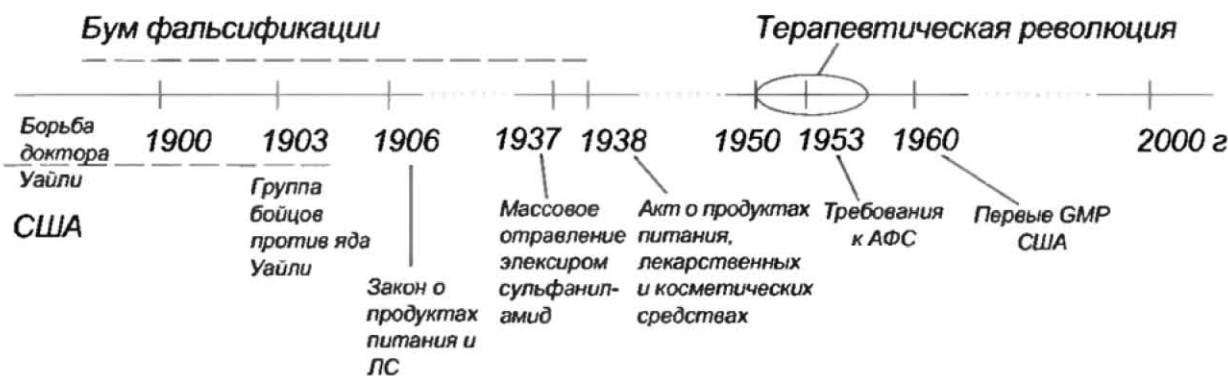 Бум фальсификации
Терапевтическая революция
Борьба
доктора
Уайли
США
1900
1903
1906
1937
1938
1950
1953
1960
2000 г
Группа
бойцов
против яда
Уайли
Закон о
продуктах
питания и
ЛС
Массовое
отравление
элексиром
сульфанил-
амид
Акт о продуктах
питания,
лекарственных
и косметических
средствах
Требования
к АФС
Первые GMP
США